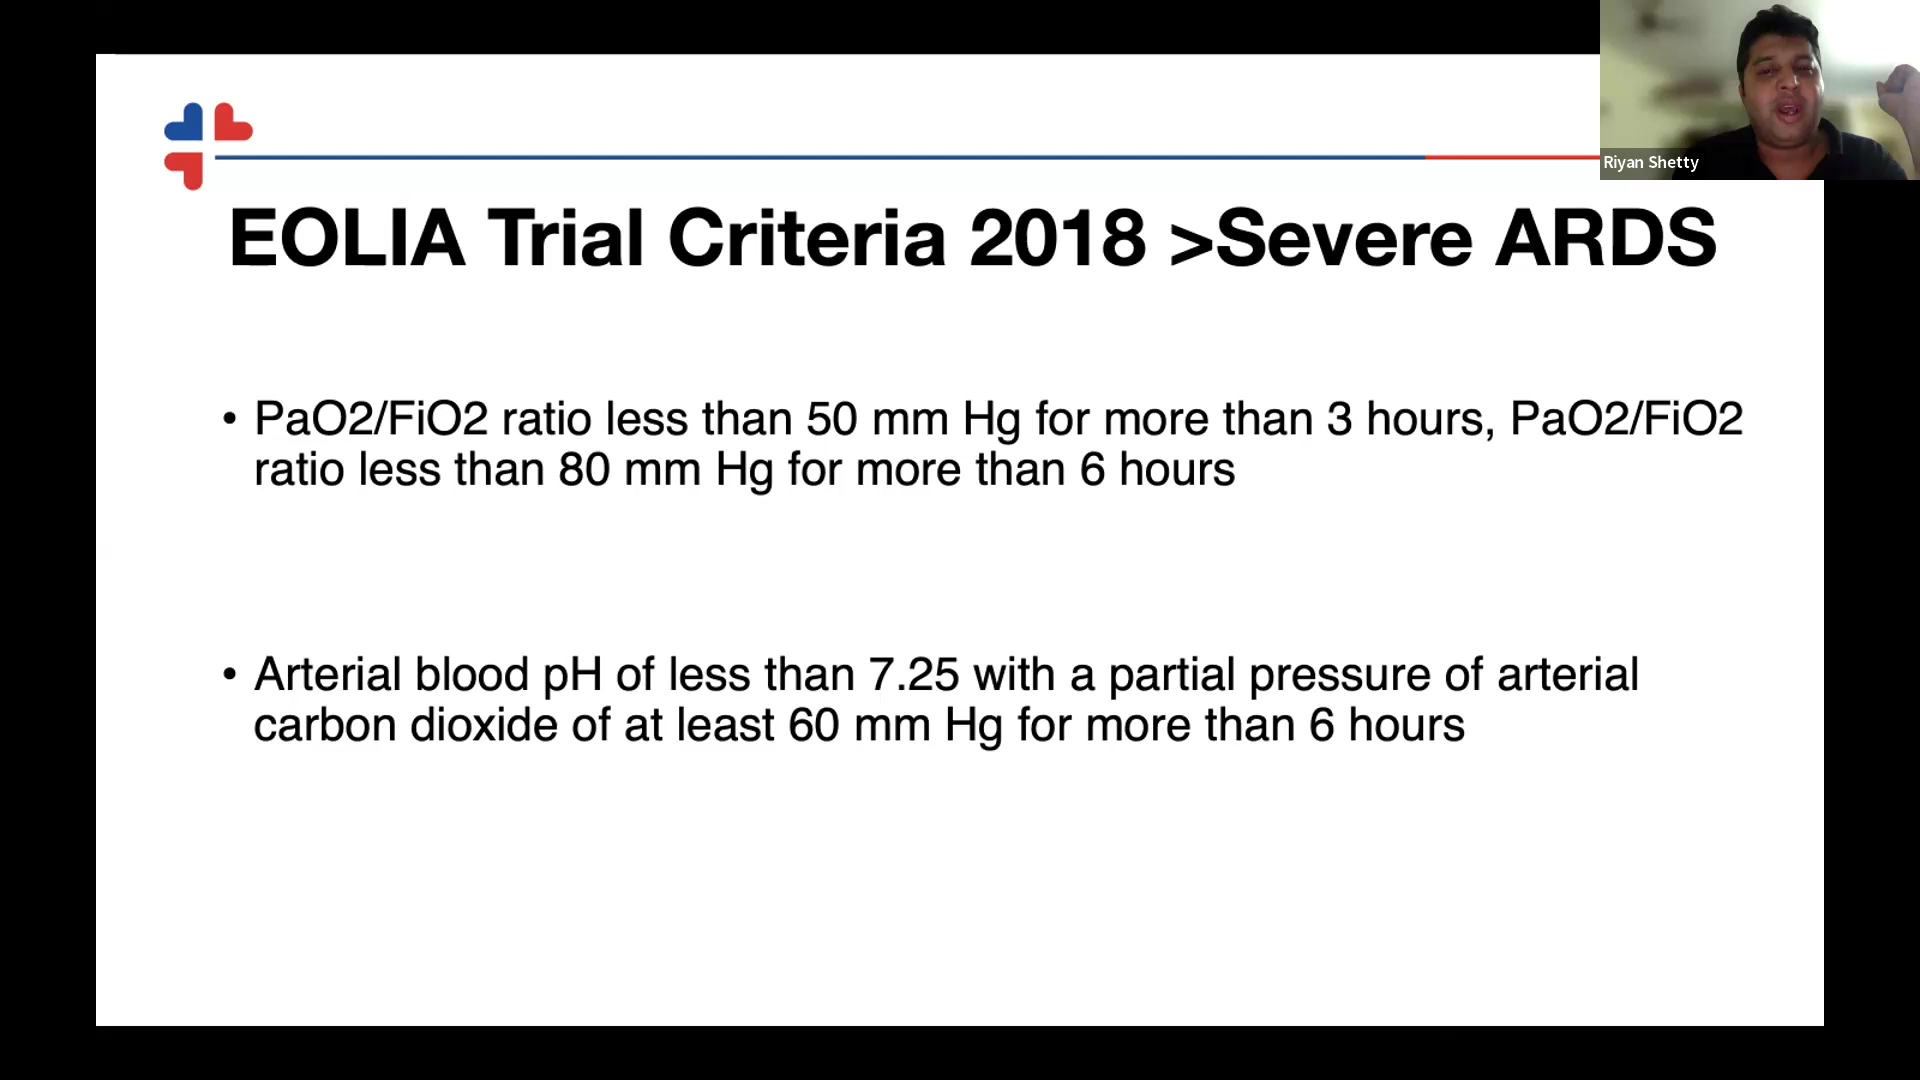 Riyan Shetty
EOLIA Trial Criteria 2018 >Severe ARDS
• PaO2/FiO2 ratio less than 50 mm Hg for more than 3 hours, PaO2/FiO2
ratio less than 80 mm Hg for more than 6 hours
• Arterial blood pH of less than 7.25 with a partial pressure of arterial
carbon dioxide of at least 60 mm Hg for more than 6 hours